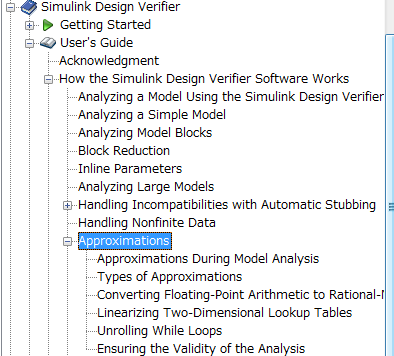 Simulink Design Verifier
Getting Started
User's Guide
Acknowledgment
How the Simulink Design Verifier Software Works
Analyzing a Model Using the Simulink Design Verifier
Analyzing a Simple Model
Analyzing Model Blocks
Block Reduction
Inline Parameters
Analyzing Large Models
Handling Incompatibilities with Automatic Stubbing
Handling Nonfinite Data
Approximations
Approximations During Model Analysis
Types of Approximations
Converting Floating-Point Arithmetic to Rational-
Linearizing Two-Dimensional Lookup Tables
Unrolling While Loops
Ensuring the Validity of the Analysis